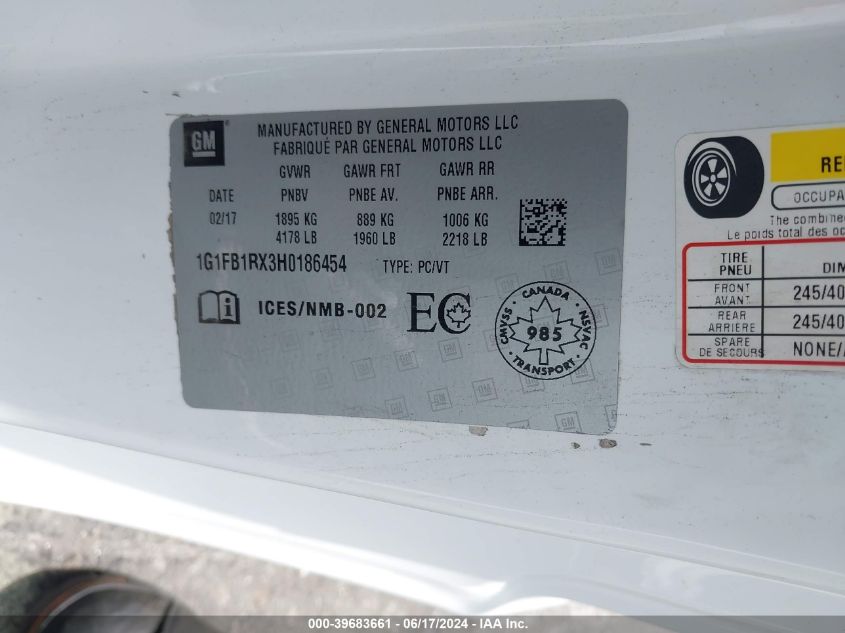 GM
MANUFACTURED BY GENERAL MOTORS LLC
FABRIQUÉ PAR GENERAL MOTORS LLC
GVWR GAWR FRT GAWR RR
DATE PNBV PNBE AV. PNBE ARR.
02/17 1895 KG 889 KG 1006 KG
4178 LB 1960 LB 2218 LB
1G1FB1RX3H0186454 TYPE: PC/VT
i ICES/NMB-002 EC
CANADA
CMVSS 985 NSVAC
TRANSPORT
OCCUPA
The combine
Le poids total des oc
TIRE
PNEU DIM
FRONT
AVANT 245/40
REAR
ARRIERE 245/40
SPARE
DE SECOURS NONE/
000-39683661 - 06/17/2024 - IAA Inc.